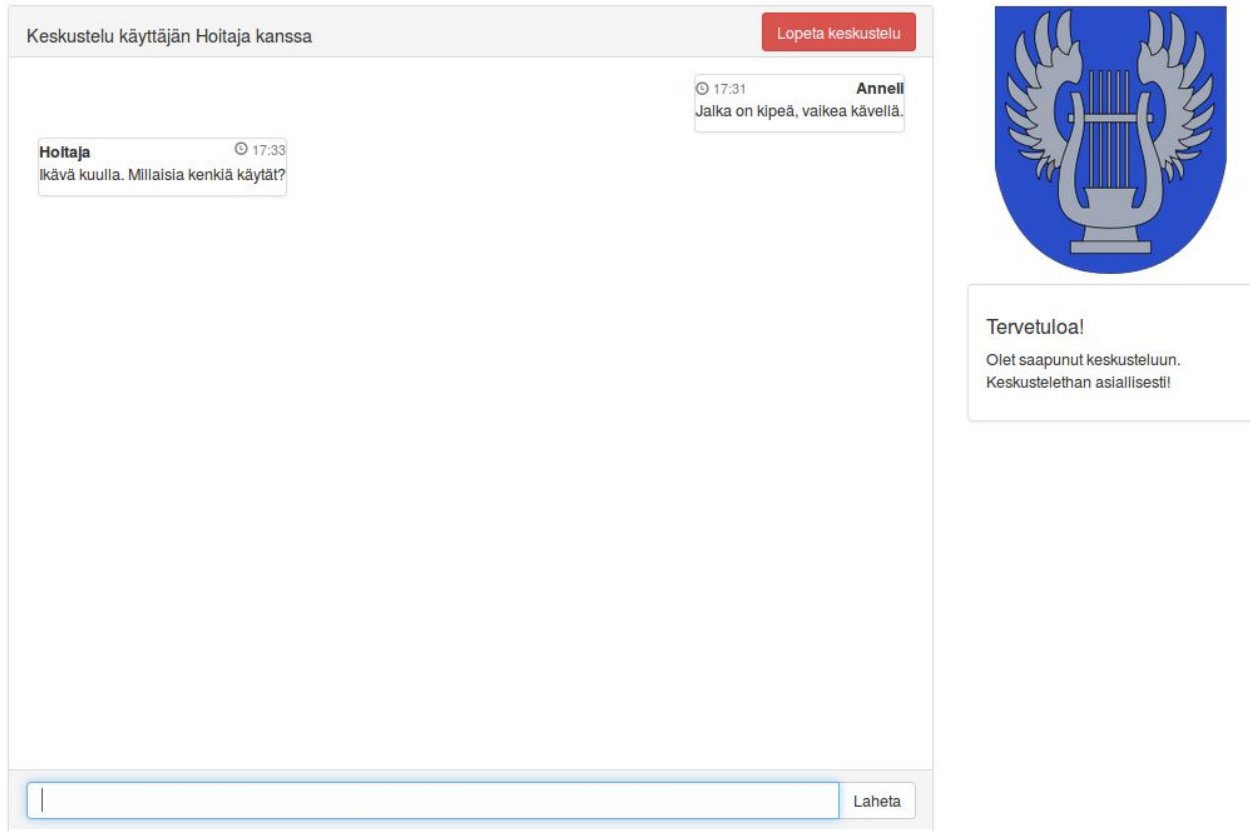 Keskustelu käyttäjän Hoitaja kanssa
Lopeta keskustelu
17:31 Anneli
Jalka on kipeä, vaikea kävellä.
Hoitaja 17:33
Ikävä kuulla. Millaisia kenkiä käytät?
Laheta
Tervetuloa!
Olet saapunut keskusteluun.
Keskustelethan asiallisesti!